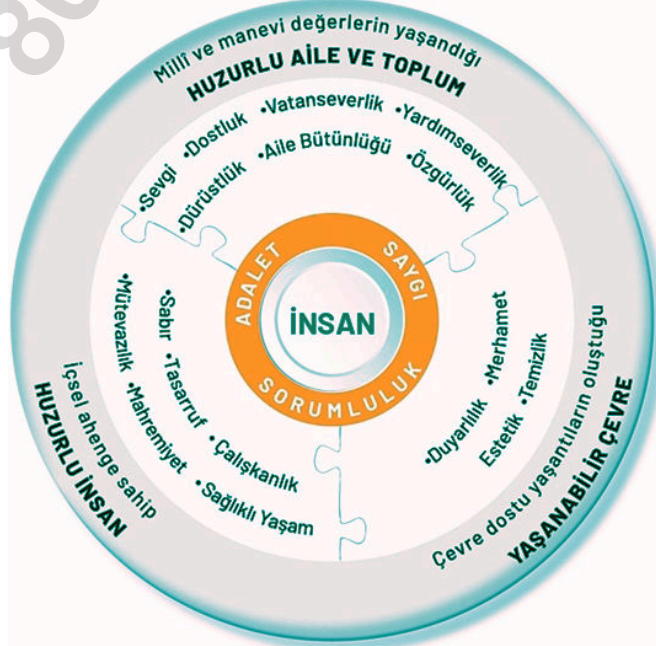 Millî ve manevi değerlerin yaşandığı
HUZURLU AİLE VE TOPLUM
•Sevgi •Dostluk •Vatanseverlik •Yardımseverlik
•Dürüstlük •Aile Bütünlüğü •Özgürlük
ADALET
SAYGI
SORUMLULUK
İNSAN
•Sabır •Tasarruf •Çalışkanlık
•Mütevazılık •Mahremiyet •Sağlıklı Yaşam
İçsel ahenge sahip
HUZURLU İNSAN
•Duyarlılık •Merhamet
Estetik •Temizlik
Çevre dostu yaşantıların oluştuğu
YAŞANABİLİR ÇEVRE